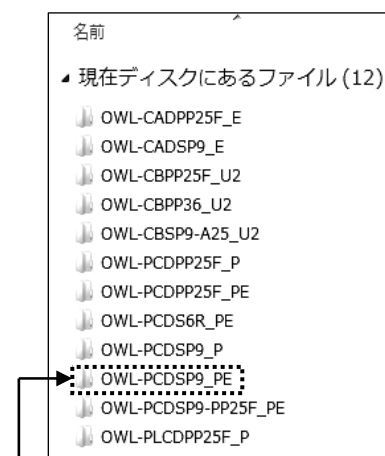 名前
現在ディスクにあるファイル (12)
OWL-CADPP25F_E
OWL-CADSP9_E
OWL-CBPP25F_U2
OWL-CBPP36_U2
OWL-CBSP9-A25_U2
OWL-PCDPP25F_P
OWL-PCDPP25F_PE
OWL-PCDS6R_PE
OWL-PCDSP9_P
OWL-PCDSP9_PE
OWL-PCDSP9-PP25F_PE
OWL-PLCDPP25F_P